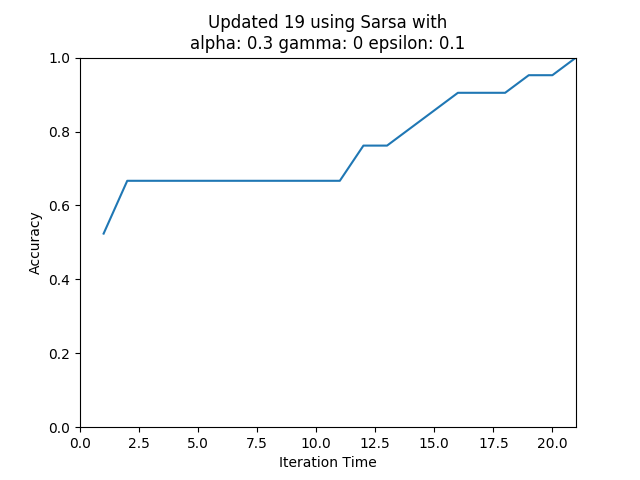 Updated 19 using Sarsa with
alpha: 0.3 gamma: 0 epsilon: 0.1
1.0
0.8
0.6
0.4
0.2
0.0
Accuracy
0.0 2.5 5.0 7.5 10.0 12.5 15.0 17.5 20.0
Iteration Time